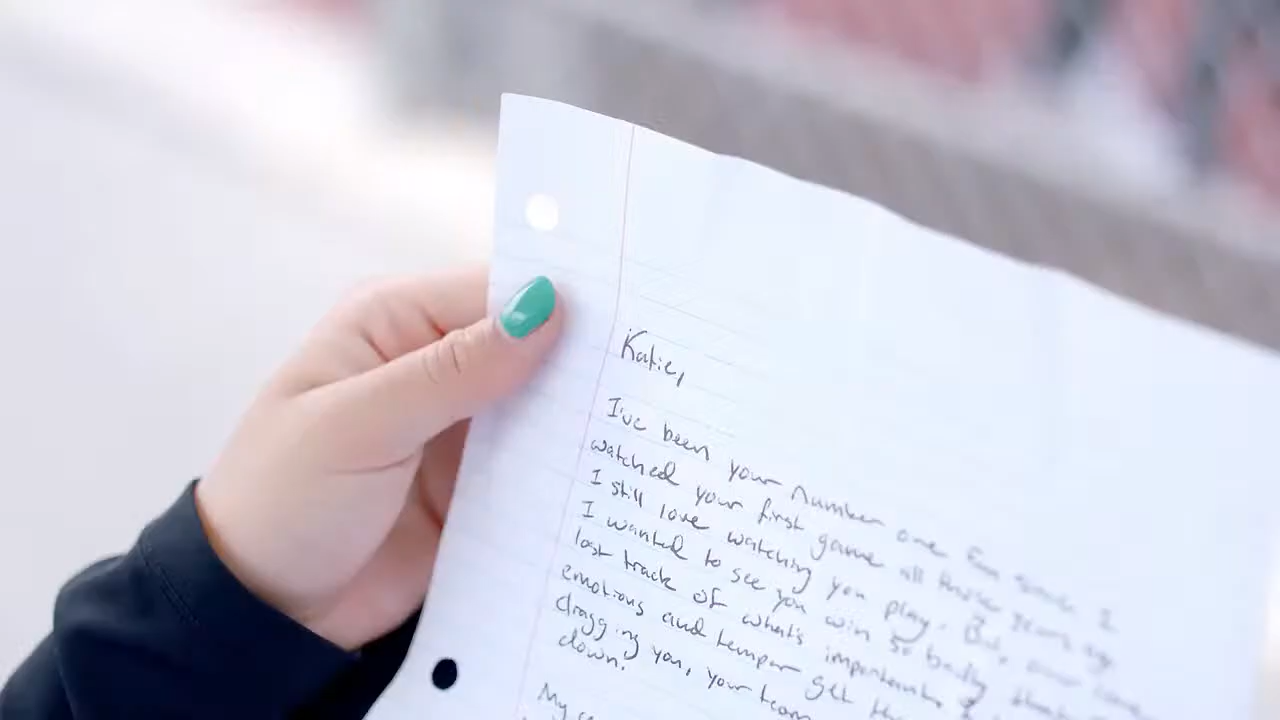 Katie,
I've been your number one fan since I
watched your first game all those years ago
I still love watching you play. But,
I wanted to see you win so badly that
lost track of what's important, I
emotions and temper get the
dragging you, your team
down.
My